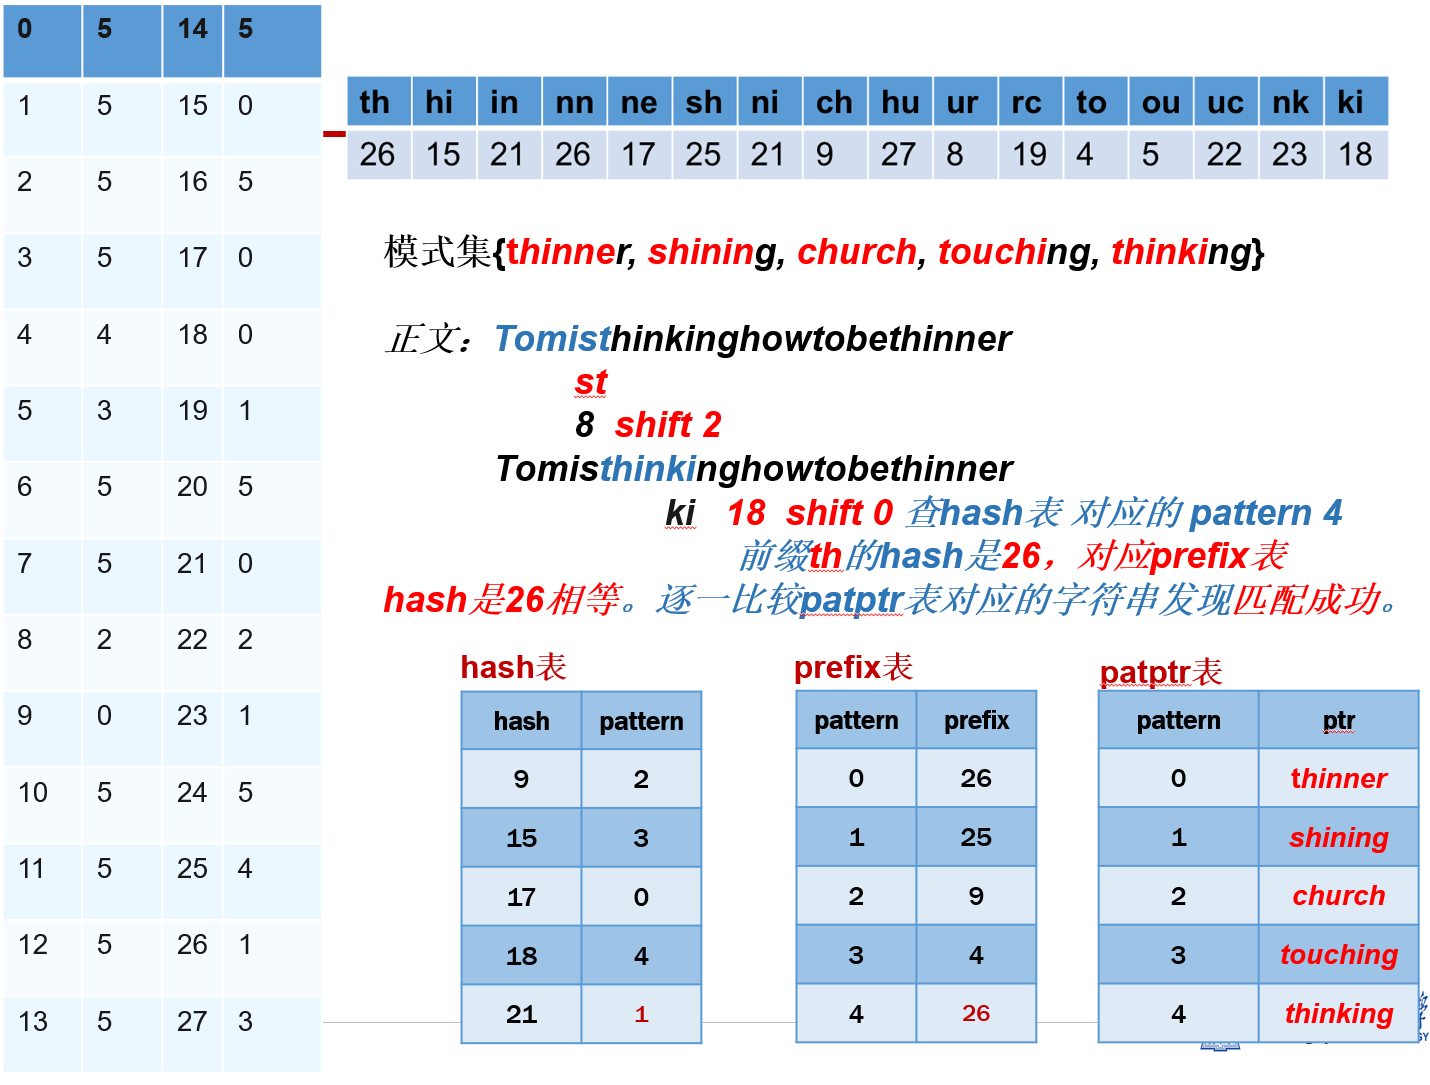 0 5 14 5
1 5 15 0
2 5 16 5
3 5 17 0
4 4 18 0
5 3 19 1
6 5 20 5
7 5 21 0
8 2 22 2
9 0 23 1
10 5 24 5
11 5 25 4
12 5 26 1
13 5 27 3
th hi in nn ne sh ni ch hu ur rc to ou uc nk ki
26 15 21 26 17 25 21 9 27 8 19 4 5 22 23 18
模式集{thinner, shining, church, touching, thinking}
正文：Tomisthinkinghowtobethinner
st
8 shift 2
Tomisthinkinghowtobethinner
ki 18 shift 0 查hash表 对应的 pattern 4
前缀th的hash是26，对应prefix表
hash是26相等。逐一比较patptr表对应的字符串发现匹配成功。
hash表
hash pattern
9 2
15 3
17 0
18 4
21 1
prefix表
pattern prefix
0 26
1 25
2 9
3 4
4 26
patptr表
pattern ptr
0 thinner
1 shining
2 church
3 touching
4 thinking